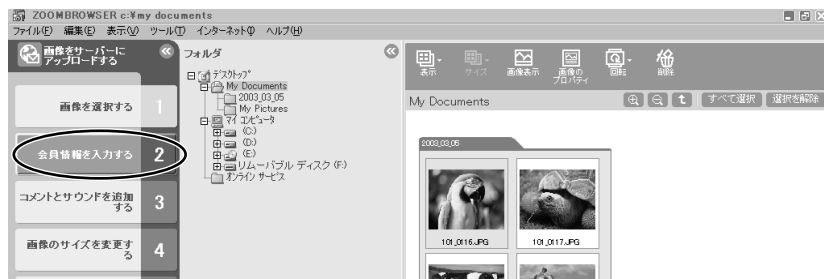 ZOOMBROWSER c:¥my documents
ファイル(F) 編集(E) 表示(V) ツール(T) インターネット(I) ヘルプ(H)
画像をサーバーに
アップロードする
画像を選択する 1
会員情報を入力する 2
コメントとサウンドを追加
する 3
画像のサイズを変更す
る 4
フォルダ
デスクトップ
My Documents
2003_03_05
My Pictures
マイ コンピュータ
(C:)
(D:)
(E:)
リムーバブル ディスク (F:)
オンライン サービス
表示
サイズ
画像表示
画像の
プロパティ
回転
削除
My Documents
すべて選択
選択を解除
2003_03_05
101_0116.JPG
101_0117.JPG